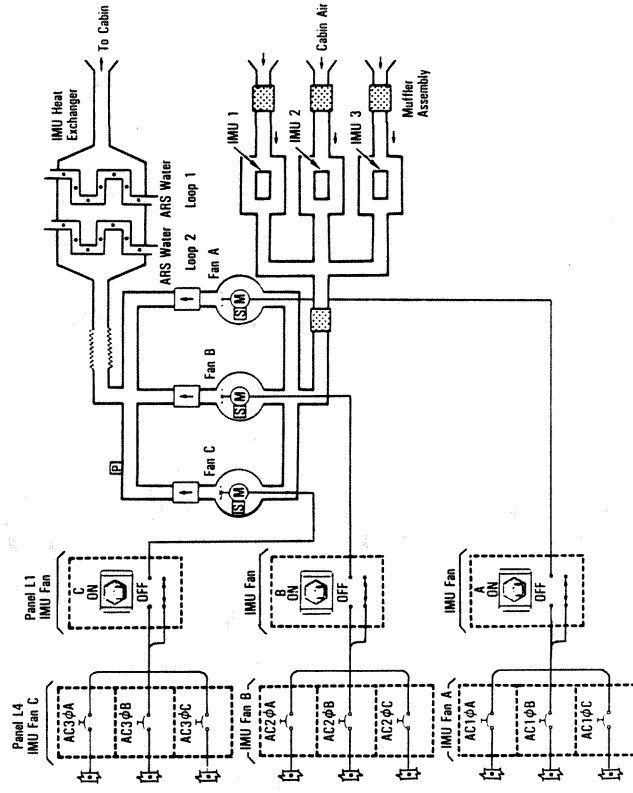 Panel L4
IMU Fan C
AC3ϕA
AC3ϕB
AC3ϕC
IMU Fan B
AC2ϕA
AC2ϕB
AC2ϕC
IMU Fan A
AC1ϕA
AC1ϕB
AC1ϕC
Panel L1
IMU Fan
C
ON
OFF
IMU Fan
B
ON
OFF
IMU Fan
A
ON
OFF
P
Fan C
S M
Fan B
S M
Fan A
S M
ARS Water
Loop 2
ARS Water
Loop 1
IMU Heat
Exchanger
To Cabin
IMU 1
IMU 2
IMU 3
Cabin Air
Muffler
Assembly